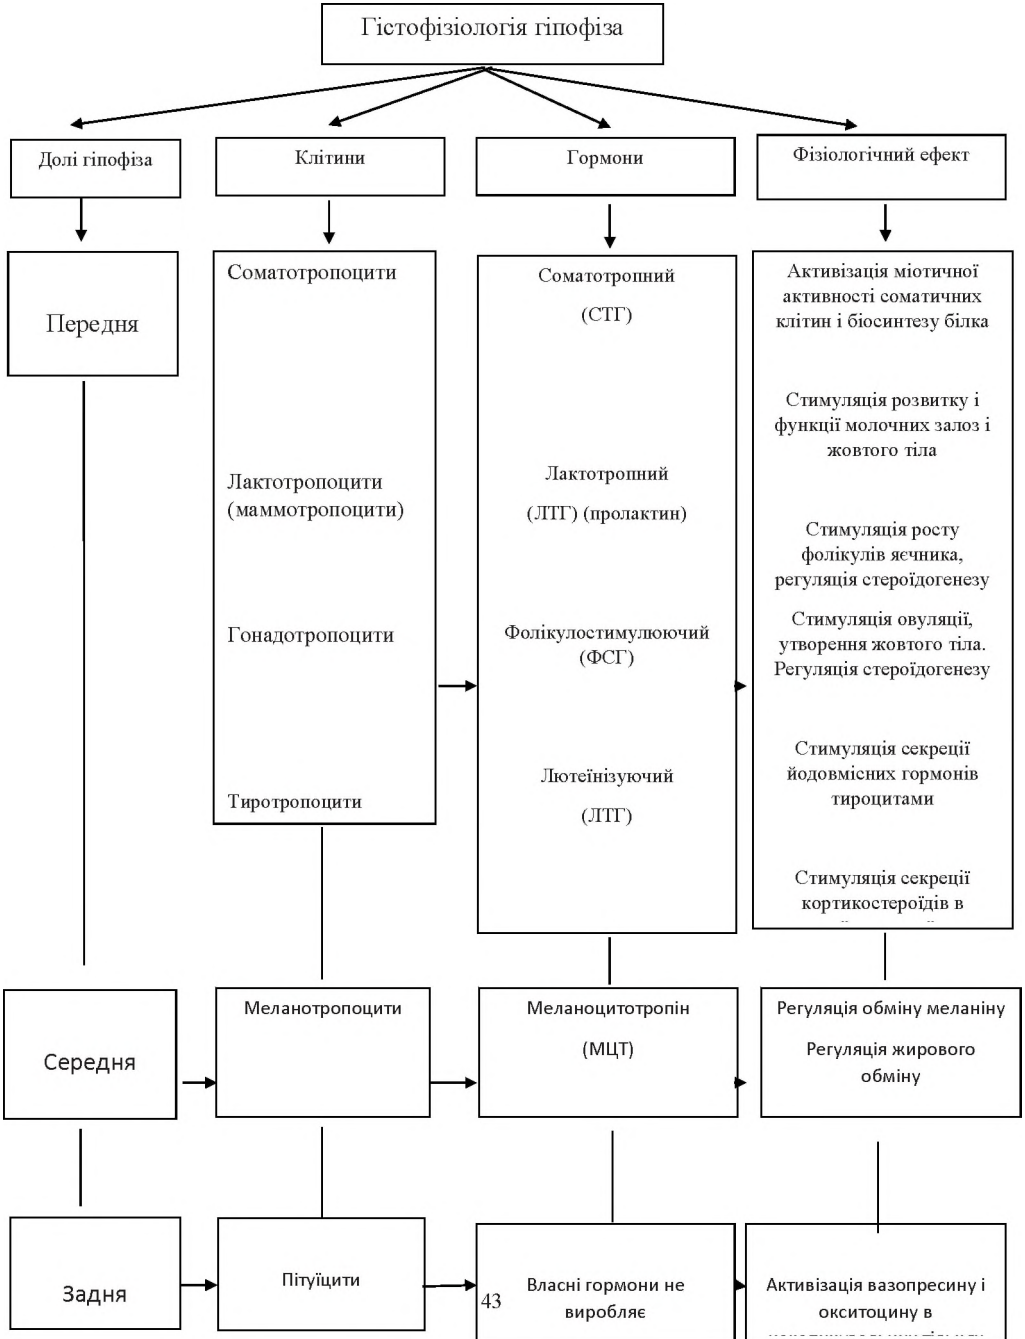 Гістофізіологія гіпофіза
Долі гіпофіза
Клітини
Гормони
Фізіологічний ефект
Передня
Соматотропоцити
Лактотропоцити
(маммотропоцити)
Гонадотропоцити
Тиротропоцити
Соматотропний
(СТГ)
Лактотропний
(ЛТГ) (пролактин)
Фолікулостимулюючий
(ФСГ)
Лютеїнізуючий
(ЛТГ)
Активізація міотичної
активності соматичних
клітин і біосинтезу білка
Стимуляція розвитку і
функції молочних залоз і
жовтого тіла
Стимуляція росту
фолікулів яєчника,
регуляція стероїдогенезу
Стимуляція овуляції,
утворення жовтого тіла.
Регуляція стероїдогенезу
Стимуляція секреції
йодовмісних гормонів
тироцитами
Стимуляція секреції
кортикостероїдів в
Середня
Меланотропоцити
Меланоцитотропін
(МЦТ)
Регуляція обміну меланіну
Регуляція жирового
обміну
Задня
Пітуїцити
Власні гормони не
виробляє
43
Активізація вазопресину і
окситоцину в